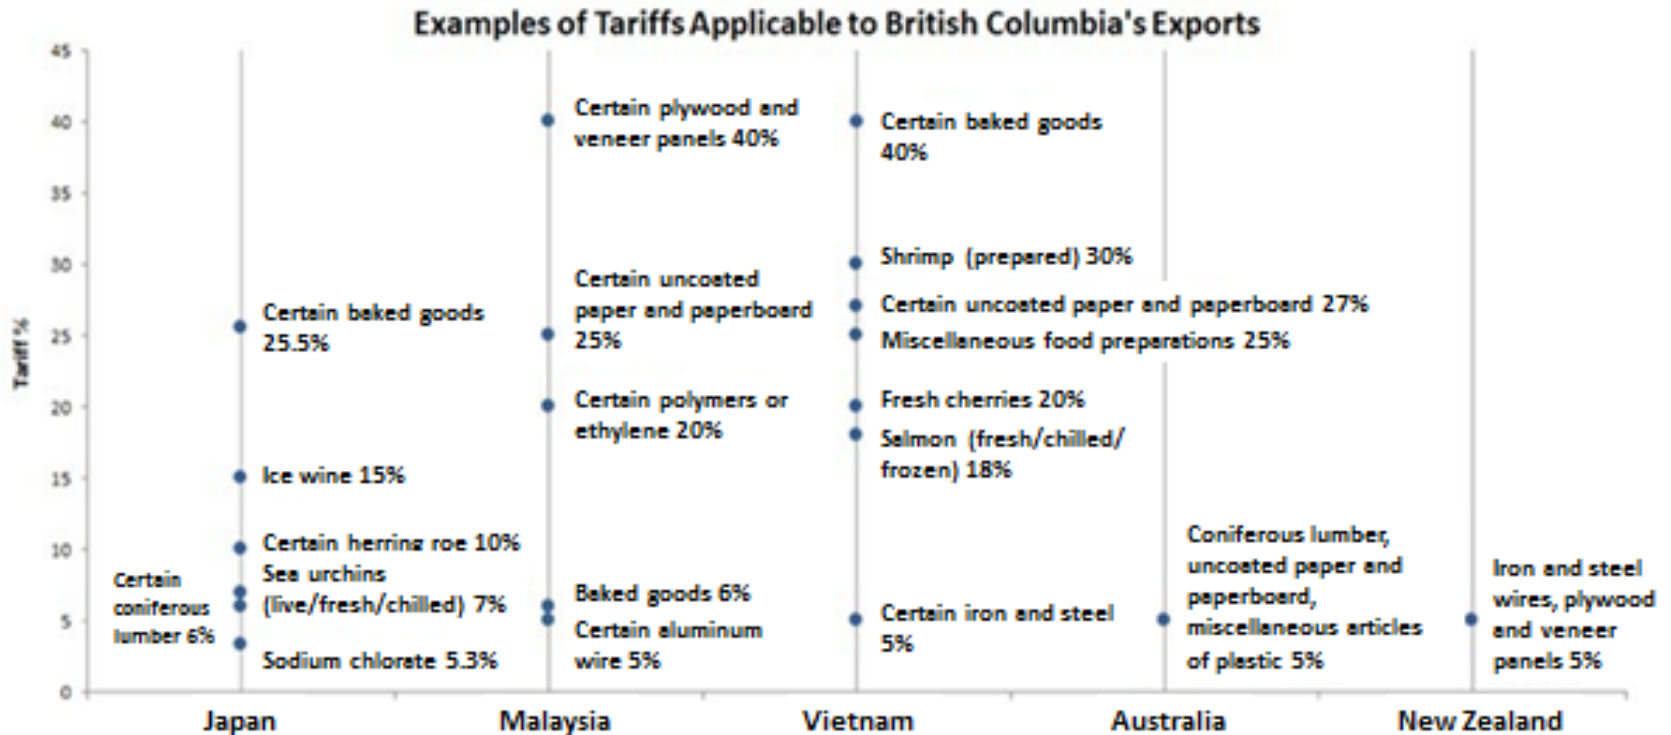 Examples of Tariffs Applicable to British Columbia's Exports
Tariff %
45
40
35
30
25
20
15
10
5
0
Certain baked goods
25.5%
Ice wine 15%
Certain herring roe 10%
Sea urchins
(live/fresh/chilled) 7%
Certain
coniferous
lumber 6%
Sodium chlorate 5.3%
Certain plywood and
veneer panels 40%
Certain uncoated
paper and paperboard
25%
Certain polymers or
ethylene 20%
Baked goods 6%
Certain aluminum
wire 5%
Certain baked goods
40%
Shrimp (prepared) 30%
Certain uncoated paper and paperboard 27%
Miscellaneous food preparations 25%
Fresh cherries 20%
Salmon (fresh/chilled/
frozen) 18%
Certain iron and steel
5%
Coniferous lumber,
uncoated paper and
paperboard,
miscellaneous articles
of plastic 5%
Iron and steel
wires, plywood
and veneer
panels 5%
Japan
Malaysia
Vietnam
Australia
New Zealand